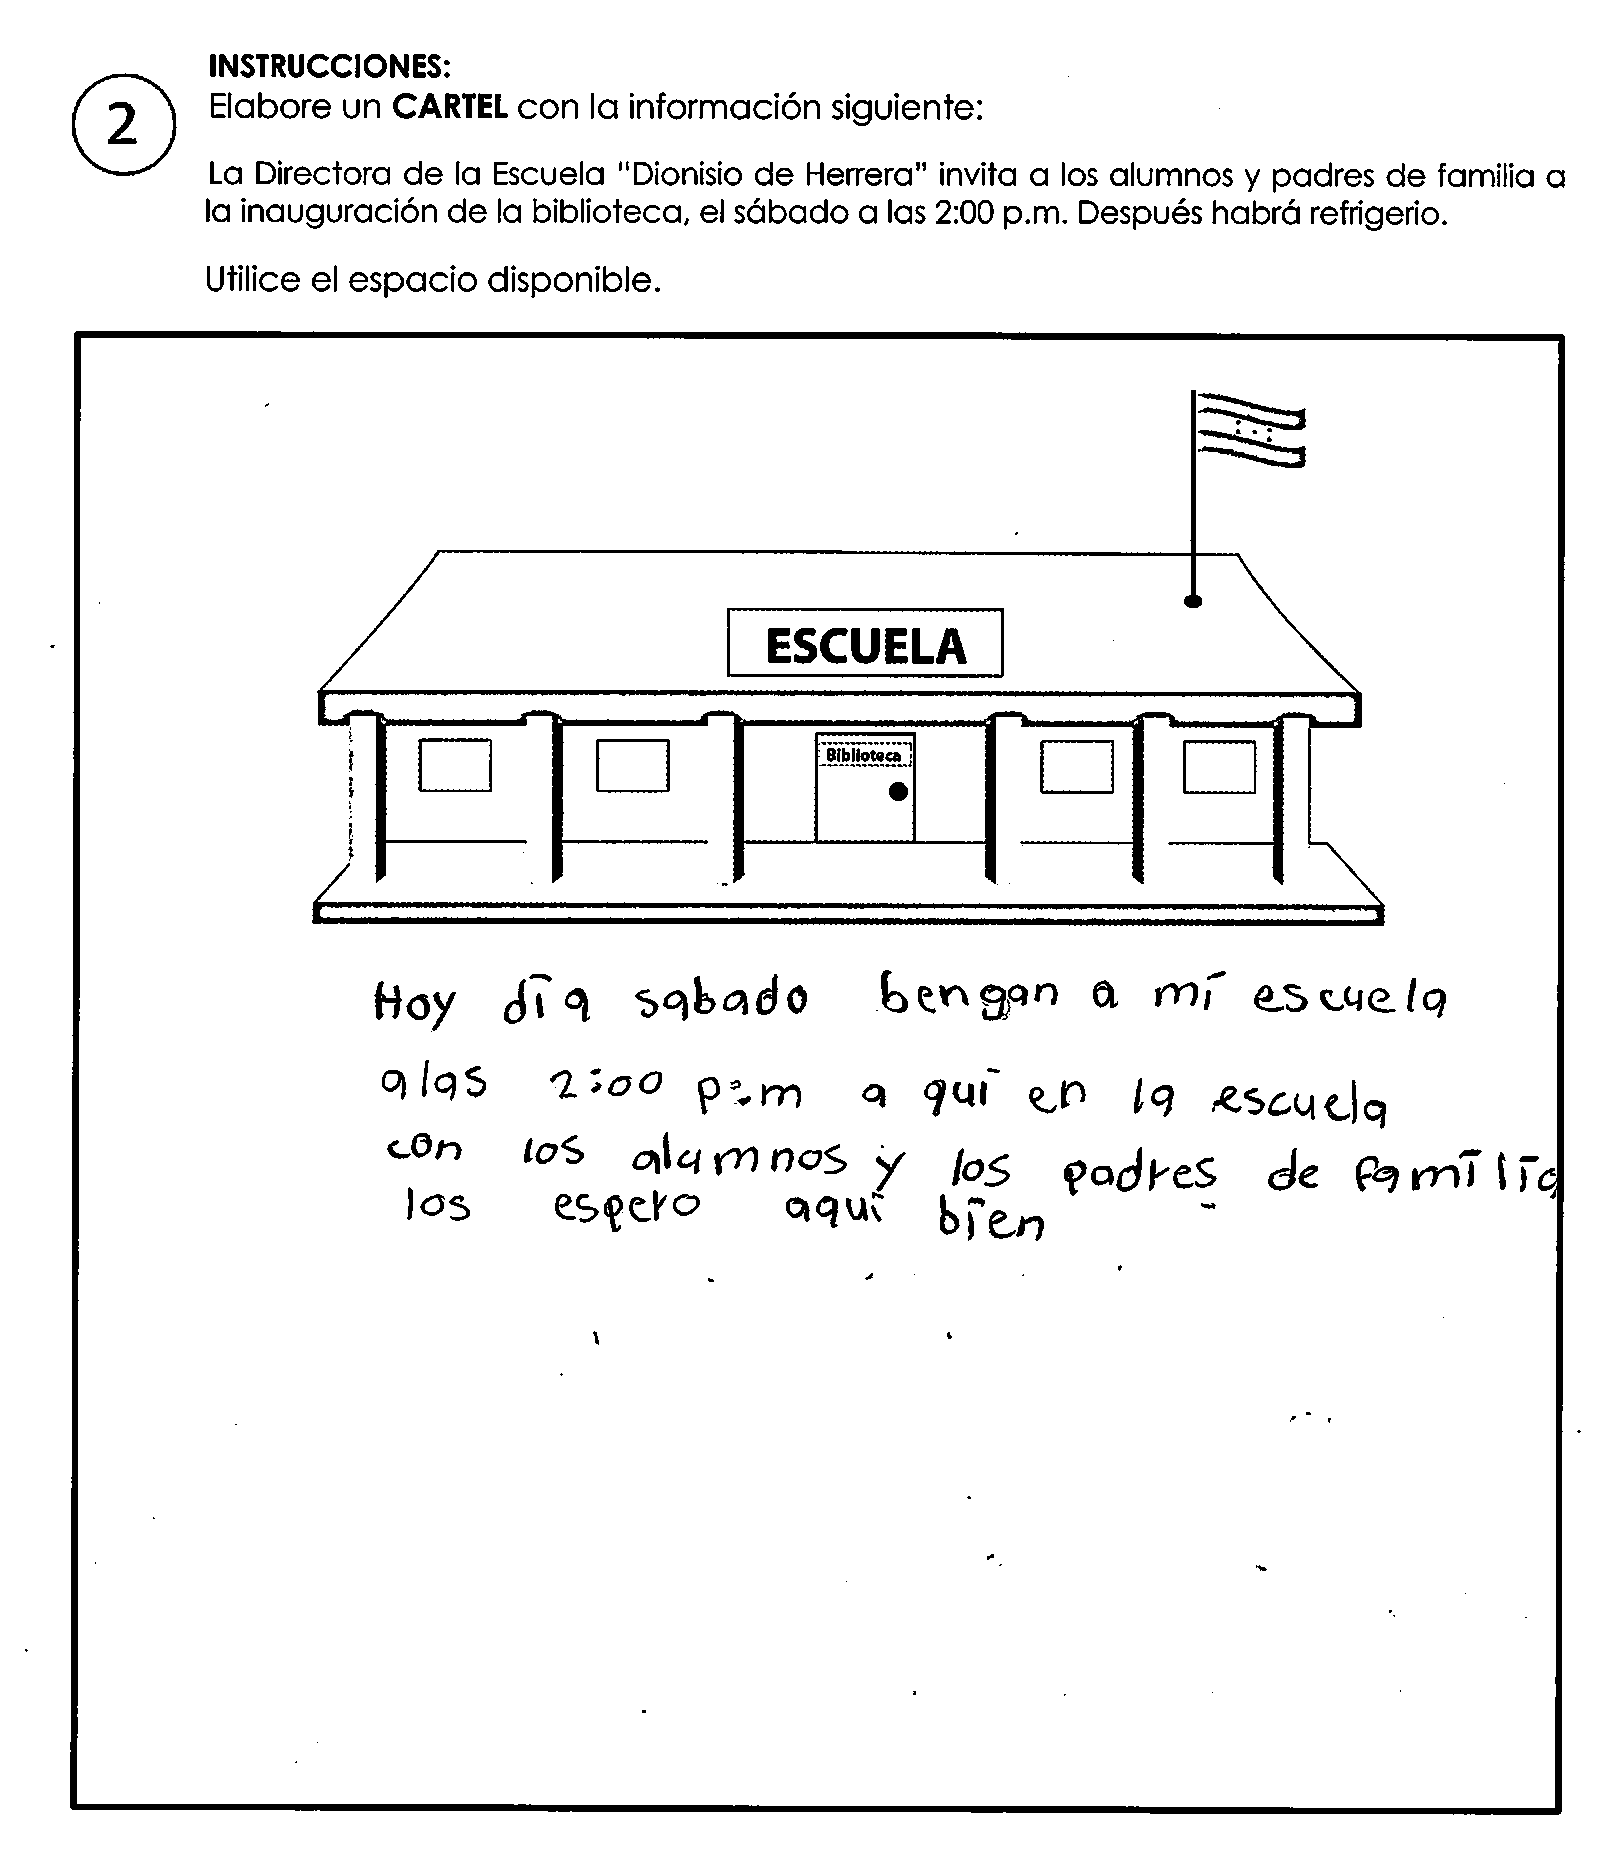 INSTRUCCIONES:
2
Elabore un CARTEL con la información siguiente:
La Directora de la Escuela "Dionisio de Herrera" invita a los alumnos y padres de familia a
la inauguración de la biblioteca, el sábado a las 2:00 p.m. Después habrá refrigerio.
Utilice el espacio disponible.
ESCUELA
Biblioteca
Hoy día sabado bengan a mí escuela
alas 2:00 p:m a quí en la escuela
con los alumnos y los padres de familia
los espero aquí bien